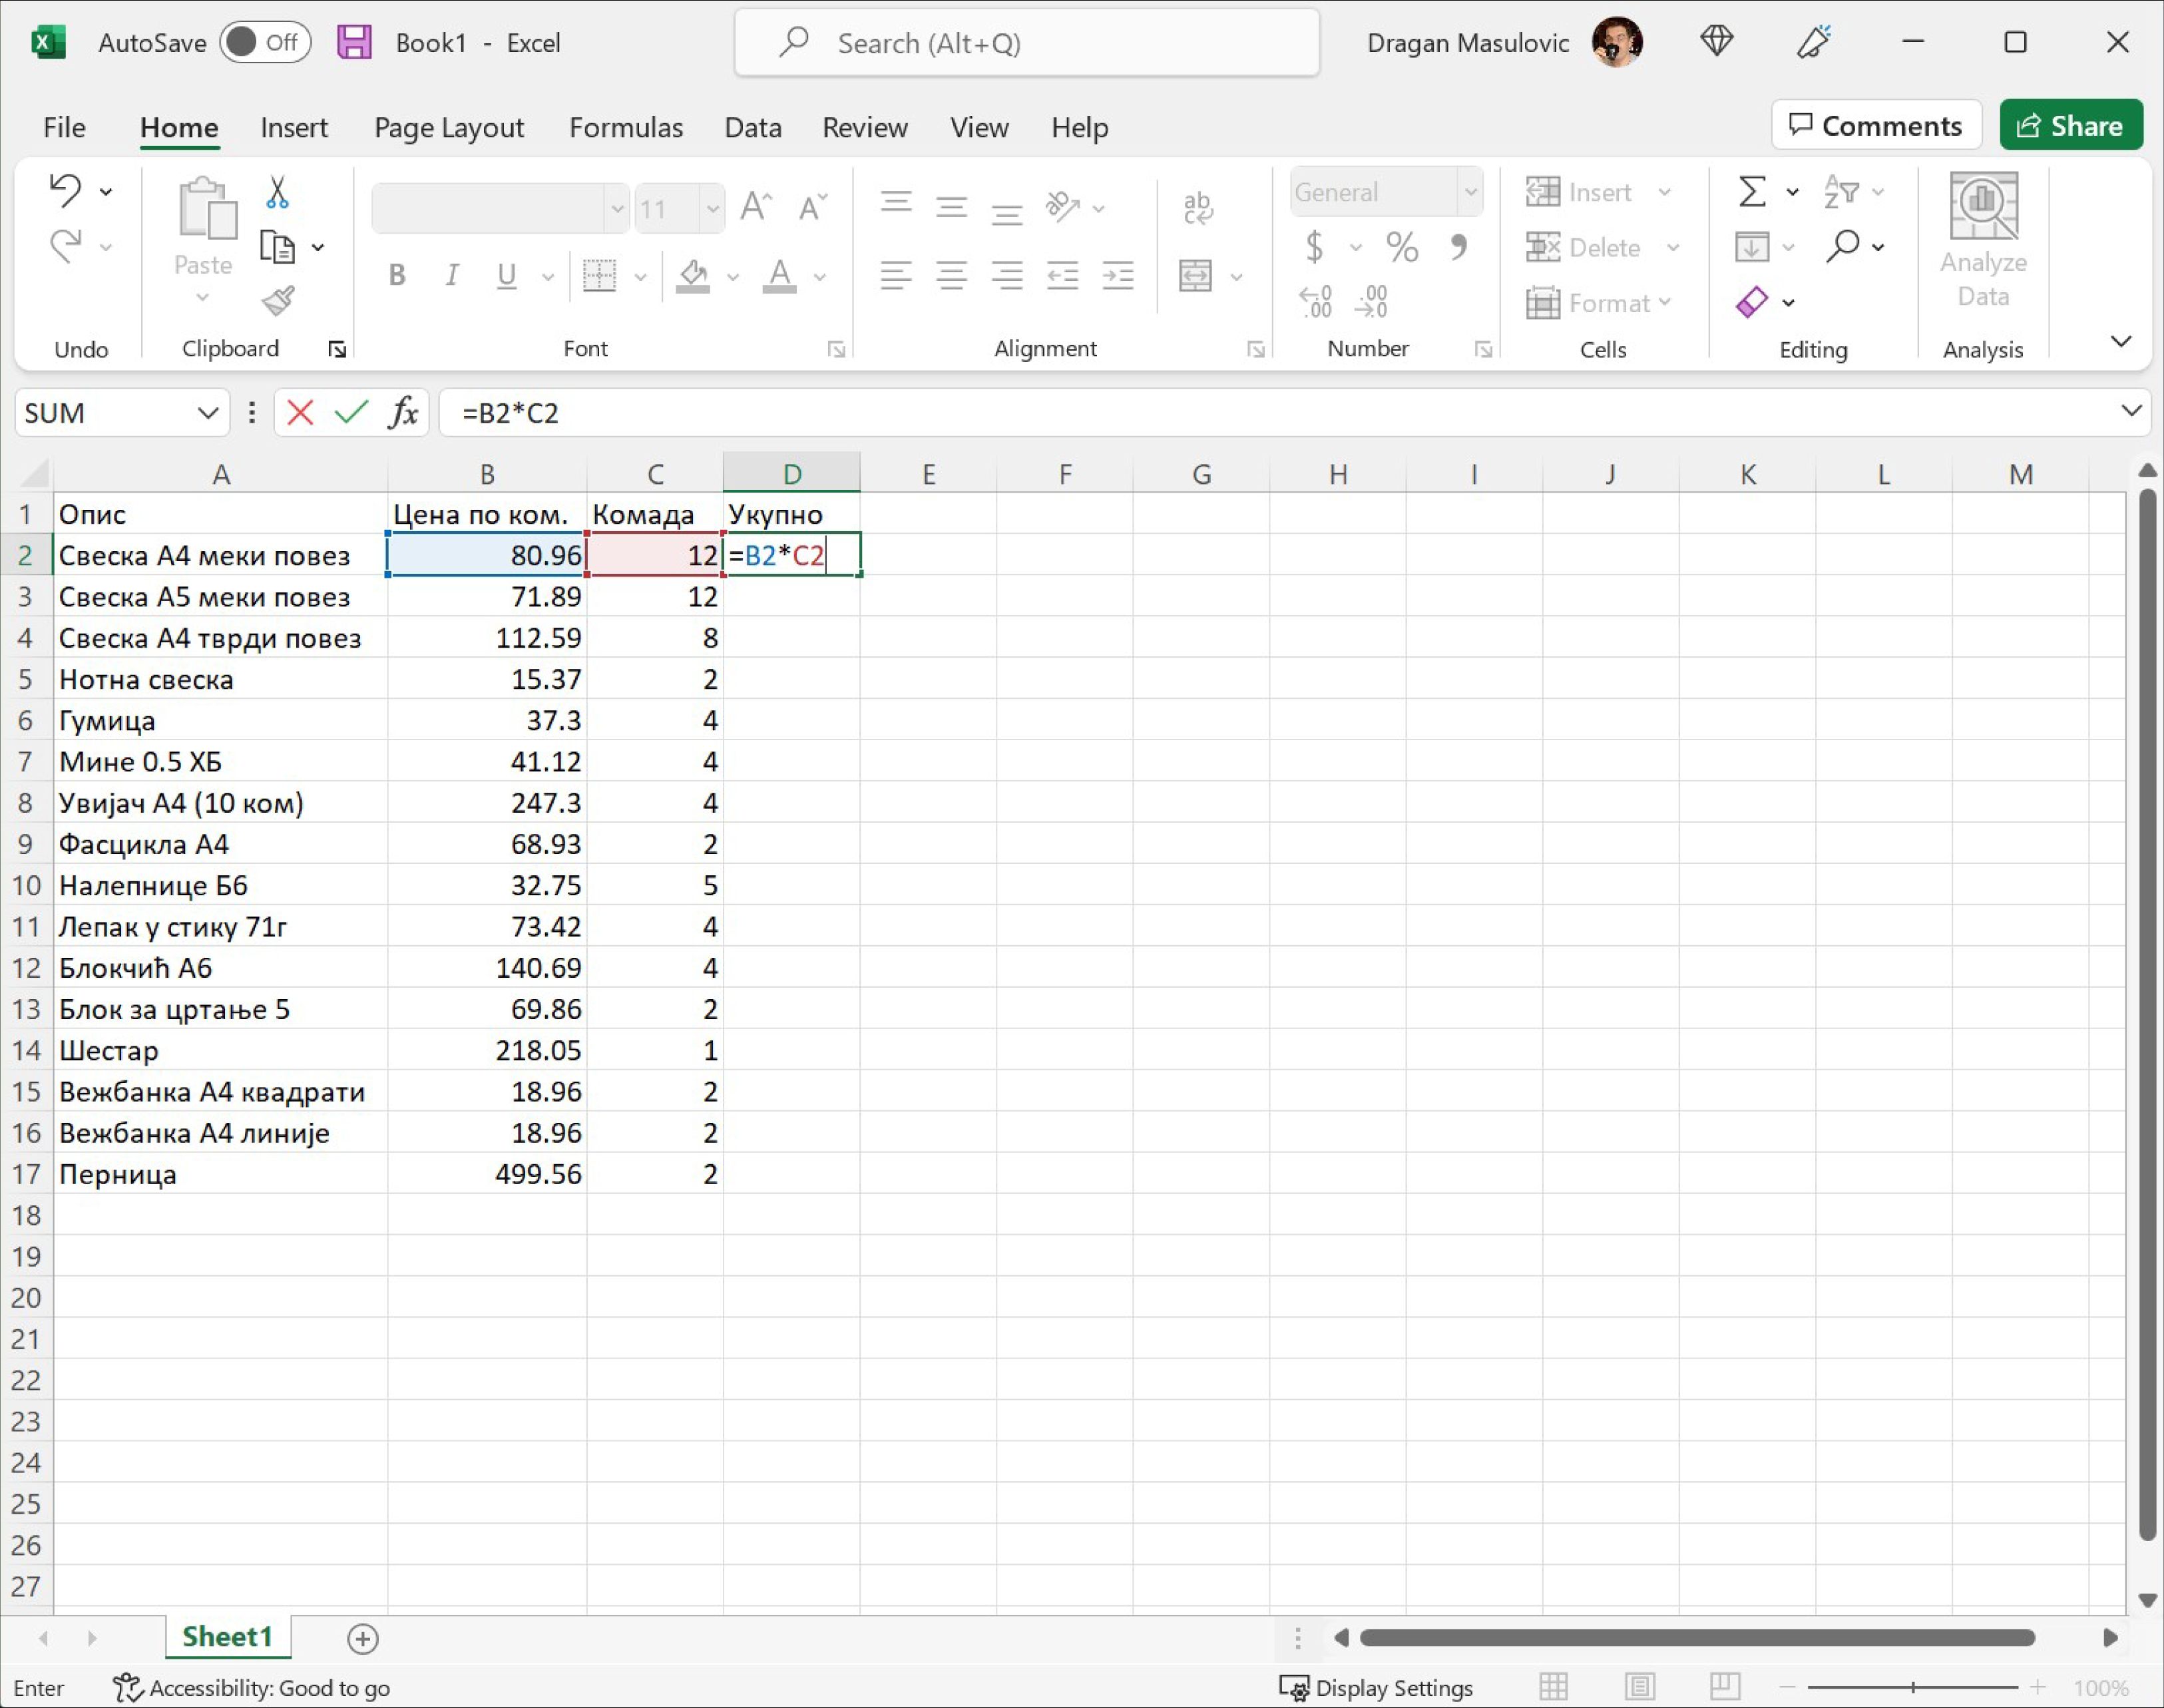 AutoSave Off Book1 - Excel Search (Alt+Q) Dragan Masulovic
File Home Insert Page Layout Formulas Data Review View Help Comments Share
11 General Insert
Paste B I U $ % Delete Analyze
Format Data
Undo Clipboard Font Alignment Number Cells Editing Analysis
SUM fx =B2*C2
A B C D E F G H I J K L M
1 Опис Цена по ком. Комада Укупно
2 Свеска А4 меки повез 80.96 12 =B2*C2
3 Свеска А5 меки повез 71.89 12
4 Свеска А4 тврди повез 112.59 8
5 Нотна свеска 15.37 2
6 Гумица 37.3 4
7 Мине 0.5 ХБ 41.12 4
8 Увијач А4 (10 ком) 247.3 4
9 Фасцикла А4 68.93 2
10 Налепнице Б6 32.75 5
11 Лепак у стику 71г 73.42 4
12 Блокчић А6 140.69 4
13 Блок за цртање 5 69.86 2
14 Шестар 218.05 1
15 Вежбанка А4 квадрати 18.96 2
16 Вежбанка А4 линије 18.96 2
17 Перница 499.56 2
18
19
20
21
22
23
24
25
26
27
Sheet1
Enter Accessibility: Good to go Display Settings 100%